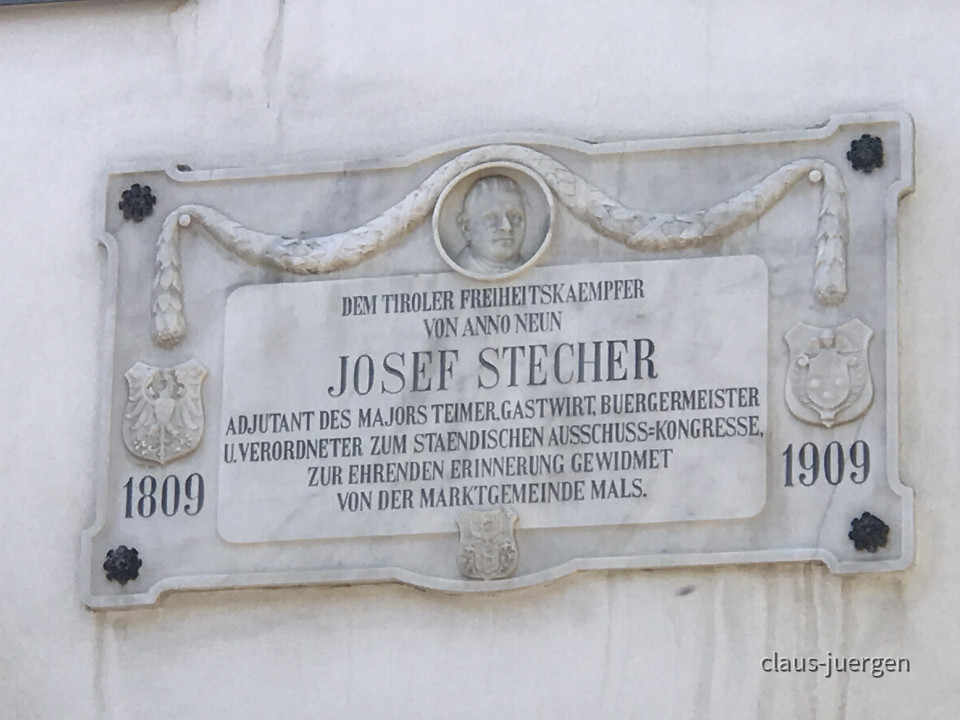 DEM TIROLER FREIHEITSKAEMPFER
VON ANNO NEUN
JOSEF STECHER
ADJUTANT DES MAJORS TEIMER, GASTWIRT, BUERGERMEISTER
U. VERORDNETER ZUM STAENDISCHEN AUSSCHUSS=KONGRESSE,
ZUR EHRENDEN ERINNERUNG GEWIDMET
VON DER MARKTGEMEINDE MALS.
1809
1909
claus-juergen